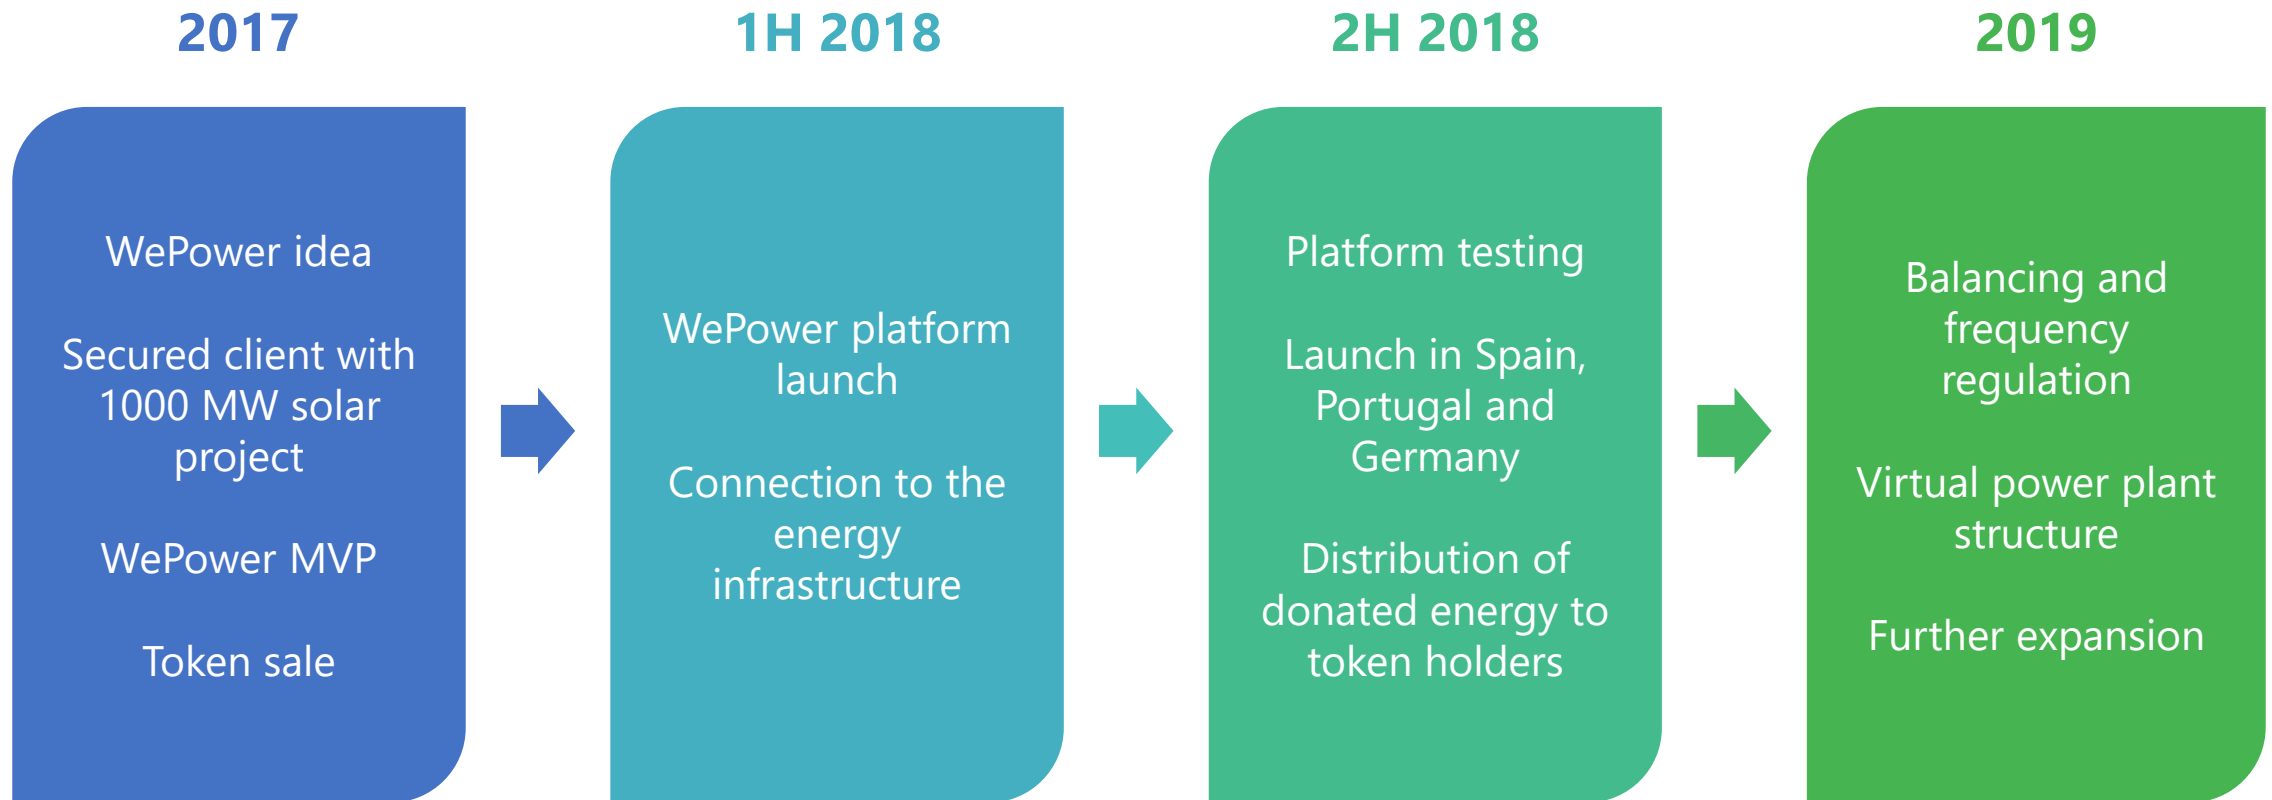 2017
WePower idea
Secured client with
1000 MW solar
project
WePower MVP
Token sale
1H 2018
WePower platform
launch
Connection to the
energy
infrastructure
2H 2018
Platform testing
Launch in Spain,
Portugal and
Germany
Distribution of
donated energy to
token holders
2019
Balancing and
frequency
regulation
Virtual power plant
structure
Further expansion